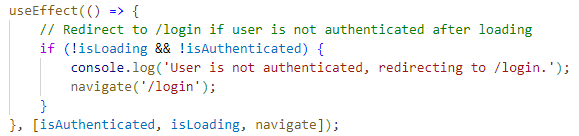 useEffect(() => {
    // Redirect to /login if user is not authenticated after loading
    if (!isLoading && !isAuthenticated) {
        console.log('User is not authenticated, redirecting to /login.');
        navigate('/login');
    }
}, [isAuthenticated, isLoading, navigate]);